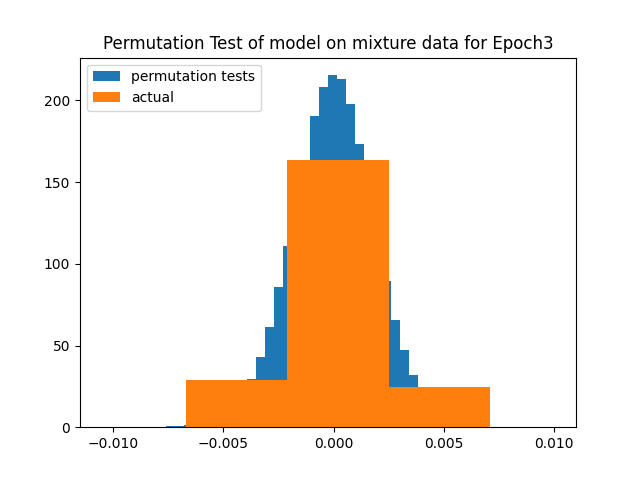 Permutation Test of model on mixture data for Epoch3
permutation tests
actual
200
150
100
50
0
−0.010 −0.005 0.000 0.005 0.010